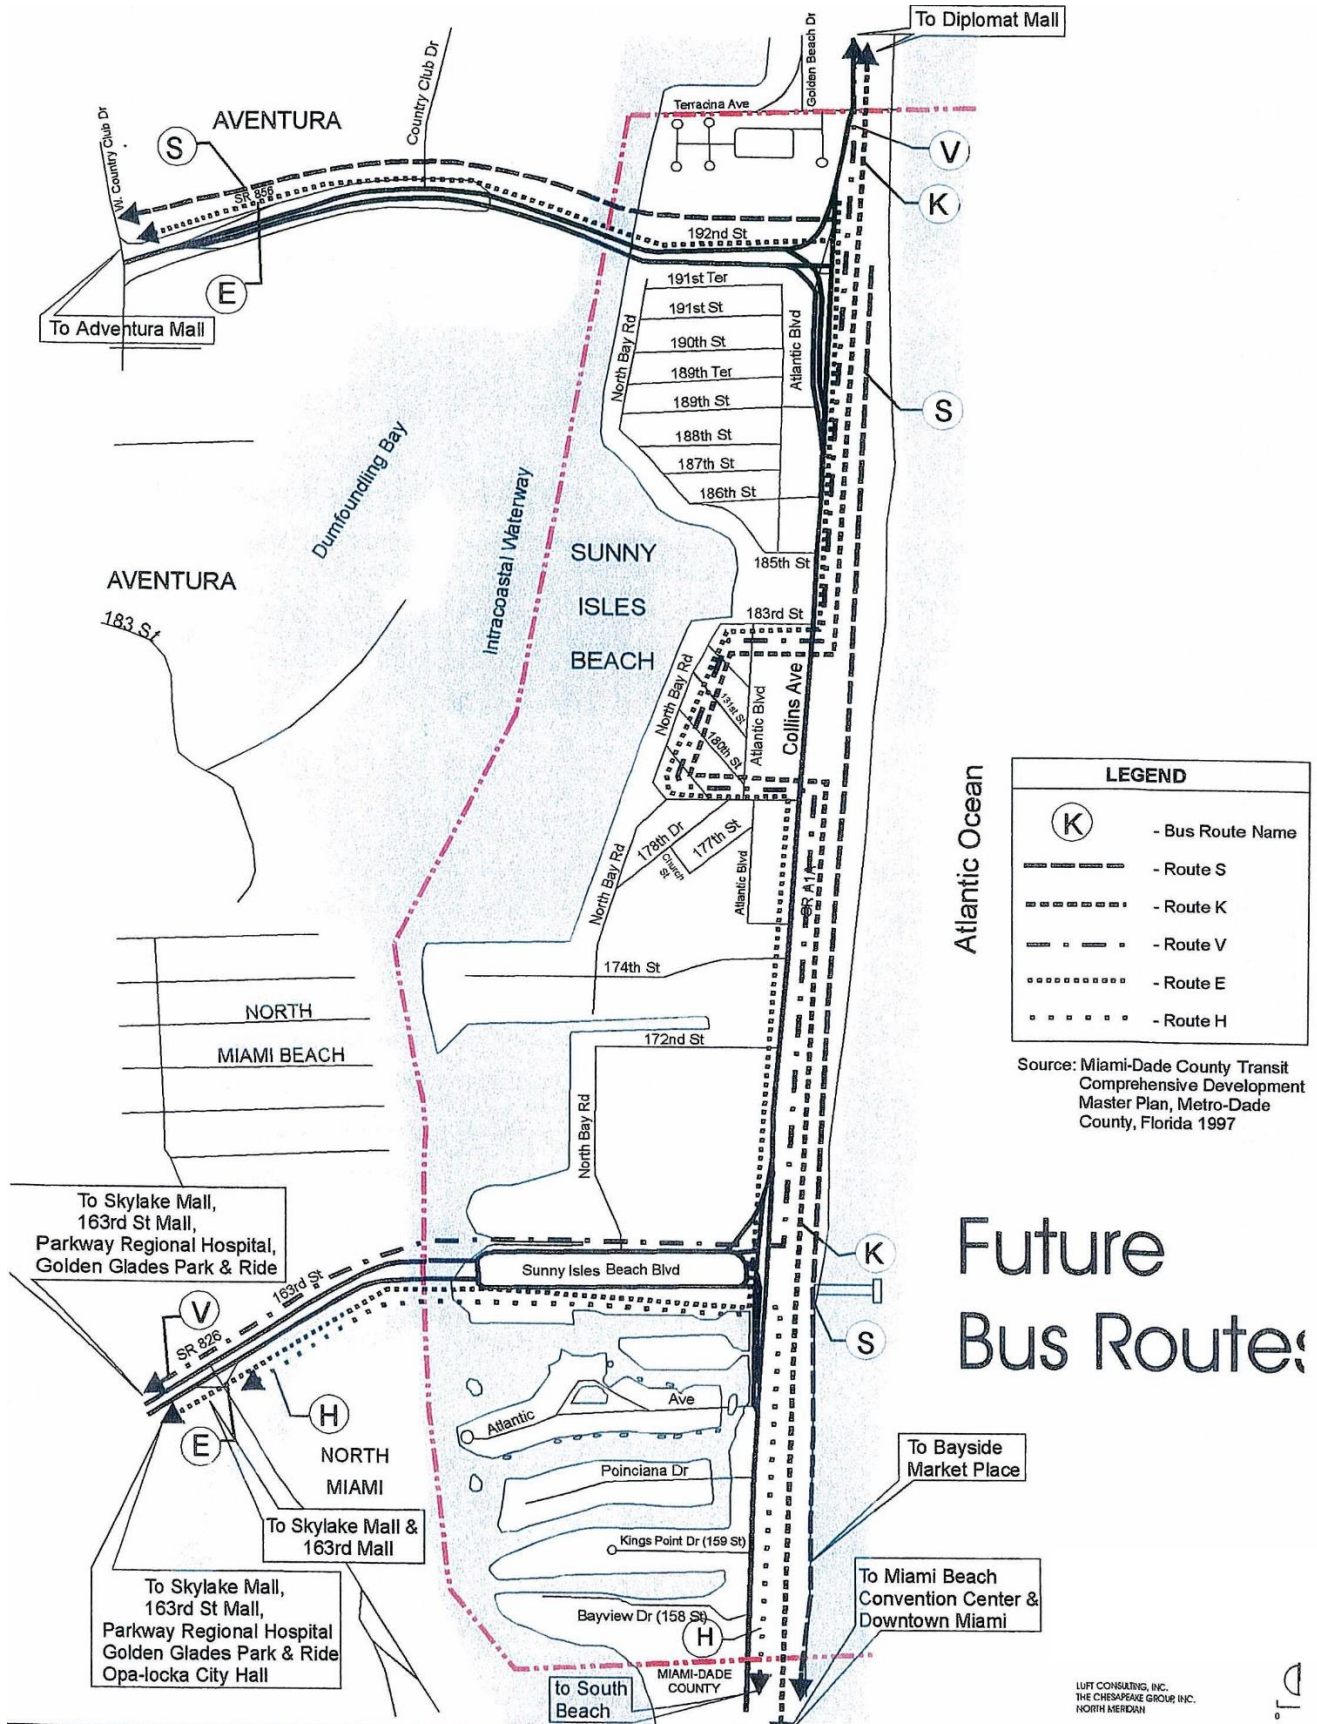 To Diplomat Mall
Golden Beach Dr
Terracina Ave
Country Club Dr
W. Country Club Dr
AVENTURA
S
V
K
SR 856
E
192nd St
To Adventura Mall
191st Ter
191st St
190th St
189th Ter
189th St
188th St
187th St
186th St
185th St
North Bay Rd
Atlantic Blvd
S
Dumfoundling Bay
Intracoastal Waterway
SUNNY
ISLES
BEACH
AVENTURA
183 St
183rd St
North Bay Rd
181st St
180th St
Atlantic Blvd
Collins Ave
178th Dr
177th St
Church
St
Atlantic Blvd
North Bay Rd
SR A1A
Atlantic Ocean
LEGEND
K - Bus Route Name
- Route S
- Route K
- Route V
- Route E
- Route H
Source: Miami-Dade County Transit
Comprehensive Development
Master Plan, Metro-Dade
County, Florida 1997
174th St
172nd St
NORTH
MIAMI BEACH
North Bay Rd
To Skylake Mall,
163rd St Mall,
Parkway Regional Hospital,
Golden Glades Park & Ride
163rd St
SR 826
V
Sunny Isles Beach Blvd
K
S
Future
Bus Routes
H
E
NORTH
MIAMI
Atlantic
Ave
Poinciana Dr
Kings Point Dr (159 St)
Bayview Dr (158 St)
H
To Skylake Mall &
163rd Mall
To Skylake Mall,
163rd St Mall,
Parkway Regional Hospital
Golden Glades Park & Ride
Opa-locka City Hall
To Bayside
Market Place
To Miami Beach
Convention Center &
Downtown Miami
MIAMI-DADE
COUNTY
to South
Beach
LUFT CONSULTING, INC.
THE CHESAPEAKE GROUP, INC.
NORTH MERIDIAN
0